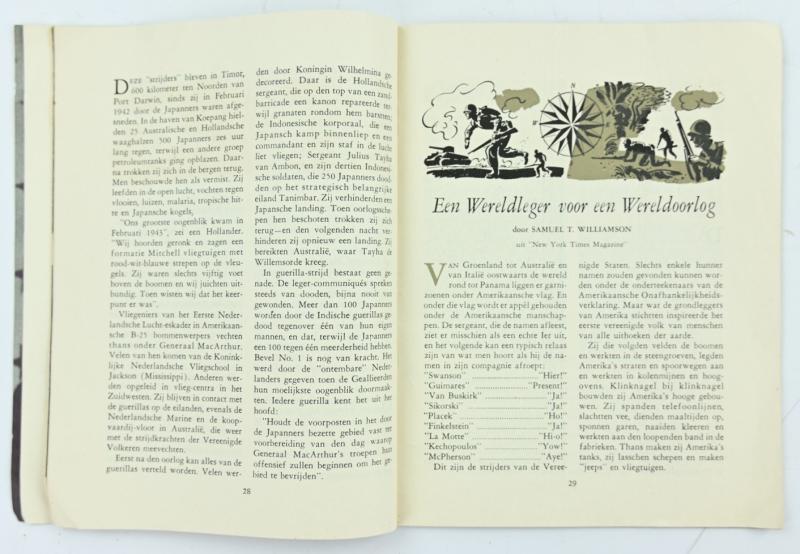 DEZE "strijders" bleven in Timor,
600 kilometer ten Noorden van
Port Darwin, sinds zij in Februari
1942 door de Japanners waren afge-
sneden. In de haven van Koepang hiel-
den 25 Australische en Hollandsche
waaghalzen 500 Japanners zes uur
lang tegen, terwijl een andere groep
petroleumtanks ging opblazen. Daar-
na trokken zij zich in de bergen terug.
Men beschouwde hen als vermist. Zij
leefden in de open lucht, vochten tegen
vlooien, luizen, malaria, tropische hit-
te en Japansche kogels,
"Ons grootste oogenblik kwam in
Februari 1943", zei een Hollander.
"Wij hoorden geronk en zagen een
formatie Mitchell vliegtuigen met
rood-wit-blauwe strepen op de vleu-
gels. Zij waren slechts vijftig voet
boven de boomen en wij juichten uit-
bundig. Toen wisten wij dat het keer-
punt er was".
Vliegeniers van het Eerste Neder-
landsche Lucht-eskader in Amerikaan-
sche B-25 bommenwerpers vechten
thans onder Generaal MacArthur.
Velen van hen komen van de Konink-
lijke Nederlandsche Vliegschool in
Jackson (Mississippi). Anderen wer-
den opgeleid in vlieg-centra in het
Zuidwesten. Zij blijven in contact met
de guerillas op de eilanden, evenals de
Nederlandsche Marine en de koop-
vaardij-vloot in Australië, die weer
met de strijdkrachten der Vereenigde
Volkeren meevechten.
Eerst na den oorlog kan alles van de
guerillas verteld worden. Velen wer-
den door Koningin Wilhelmina ge-
decoreerd. Daar is de Hollandsche
sergeant, die op den top van een zand-
barricade een kanon repareerde ter-
wijl granaten rondom hem barstten;
de Indonesische korporaal, die een
Japansch kamp binnenliep en een
commandant en zijn staf in de lucht
liet vliegen; Sergeant Julius Tayha
van Ambon, en zijn dertien Indonesi-
sche soldaten, die 250 Japanners dood-
den op het strategisch belangrijke
eiland Tanimbar. Zij verhinderden een
Japansche landing. Toen oorlogssche-
pen hen beschoten trokken zij zich
terug—en den volgenden nacht ver-
hinderden zij opnieuw een landing. Zij
bereikten Australië, waar Tayha de
Willemsorde kreeg.
In guerilla-strijd bestaat geen ge-
nade. De leger-communiqués spreken
steeds van dooden, bijna nooit van
gewonden. Meer dan 100 Japanners
worden door de Indische guerillas ge-
dood tegenover één van hun eigen
mannen, en dat, terwijl de Japanners
een 100 tegen één meerderheid hebben.
Bevel No. 1 is nog van kracht. Het
werd door de "ontembare" Neder-
landers gegeven toen de Geallieerden
hun moeilijkste oogenblik doormaak-
ten. Iedere guerilla kent het uit het
hoofd:
"Houdt de voorposten in het door
de Japanners bezette gebied vast ter
voorbereiding van den dag waarop
Generaal MacArthur's troepen hun
offensief zullen beginnen om het ge-
bied te bevrijden".
28
N
W
Een Wereldleger voor een Wereldoorlog
door SAMUEL T. WILLIAMSON
uit "New York Times Magazine"
VAN Groenland tot Australië en
van Italië oostwaarts de wereld
rond tot Panama liggen er garni-
zoenen onder Amerikaansche vlag. En
onder die vlag wordt er appèl gehouden
onder de Amerikaansche manschap-
pen. De sergeant, die de namen afleest,
ziet er misschien als een echte Ier uit,
en het volgende kan een typisch relaas
zijn van wat men hoort als hij de na-
men in zijn compagnie afroept:
"Swanson" "Hier!"
"Guimares" "Present!"
"Van Buskirk" "Ja!"
"Sikorski" "Ja!"
"Placek" "Ho!"
"Finkelstein" "Ja!"
"La Motte" "Hi-o!"
"Kechopoulos" "Yow!"
"McPherson" "Aye!"
Dit zijn de strijders van de Veree-
nigde Staten. Slechts enkele hunner
namen zouden gevonden kunnen wor-
den onder de onderteekenaars van de
Amerikaansche Onafhankelijkheids-
verklaring. Maar wat de grondleggers
van Amerika stichtten inspireerde het
eerste vereenigde volk van menschen
van alle uithoeken der aarde.
Zij die volgden velden de boomen
en werkten in de steengroeven, legden
Amerika's straten en spoorwegen aan
en werkten in kolenmijnen en hoog-
ovens. Klinknagel bij klinknagel
bouwden zij Amerika's hooge gebou-
wen. Zij spanden telefoonlijnen,
slachtten vee, deden maaltijden op,
sponnen garen, naaiden kleeren en
werkten aan den loopenden band in de
fabrieken. Thans maken zij Amerika's
tanks, zij lasschen schepen en maken
"jeeps" en vliegtuigen.
29